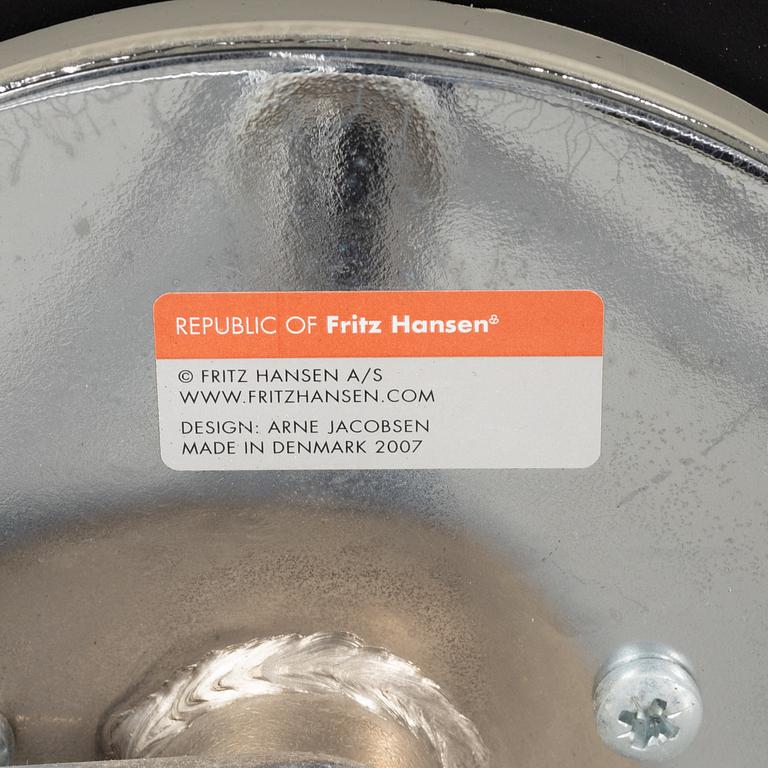 REPUBLIC OF Fritz Hansen
© FRITZ HANSEN A/S
WWW.FRITZHANSEN.COM
DESIGN: ARNE JACOBSEN
MADE IN DENMARK 2007